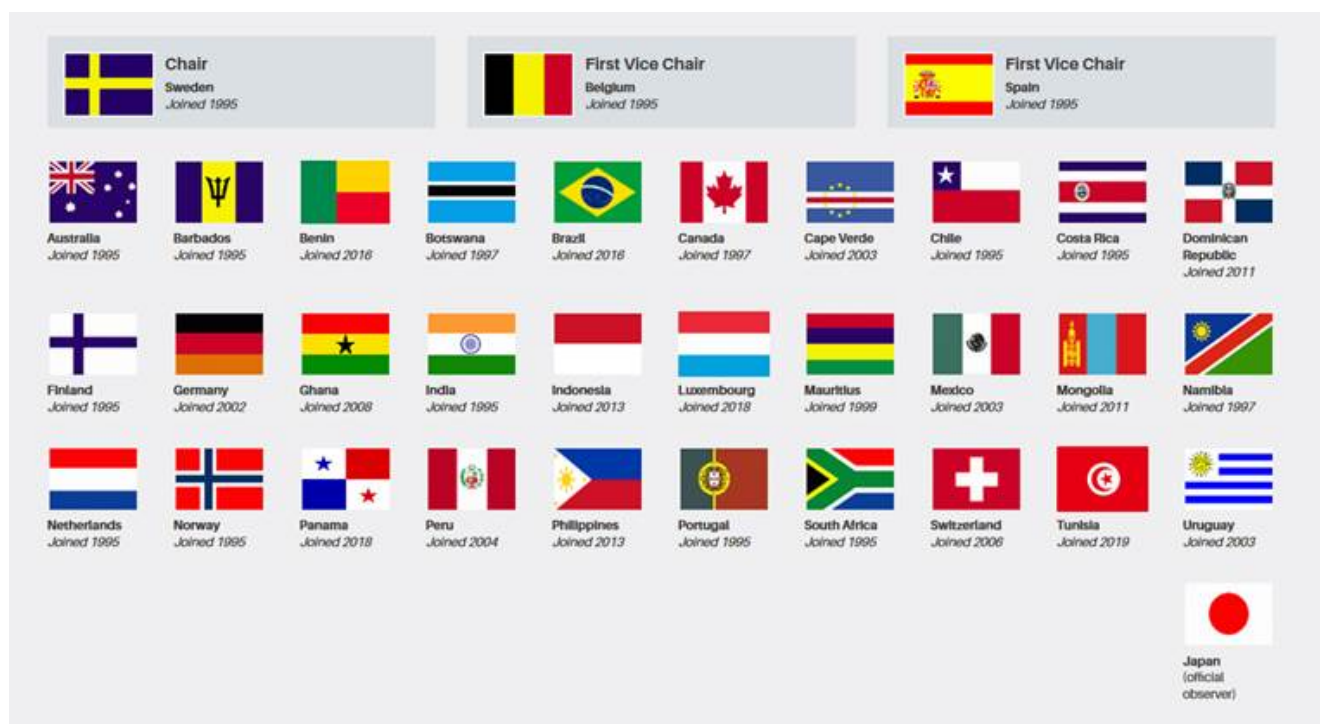 Chair
Sweden
Joined 1995
First Vice Chair
Belgium
Joined 1995
First Vice Chair
Spain
Joined 1995
Australia
Joined 1995
Barbados
Joined 1995
Benin
Joined 2016
Botswana
Joined 1997
Brazil
Joined 2016
Canada
Joined 1997
Cape Verde
Joined 2003
Chile
Joined 1995
Costa Rica
Joined 1995
Dominican
Republic
Joined 2011
Finland
Joined 1995
Germany
Joined 2002
Ghana
Joined 2008
India
Joined 1995
Indonesia
Joined 2013
Luxembourg
Joined 2018
Mauritius
Joined 1999
Mexico
Joined 2003
Mongolia
Joined 2011
Namibia
Joined 1997
Netherlands
Joined 1995
Norway
Joined 1995
Panama
Joined 2018
Peru
Joined 2004
Philippines
Joined 2013
Portugal
Joined 1995
South Africa
Joined 1995
Switzerland
Joined 2006
Tunisia
Joined 2019
Uruguay
Joined 2003
Japan
(official
observer)